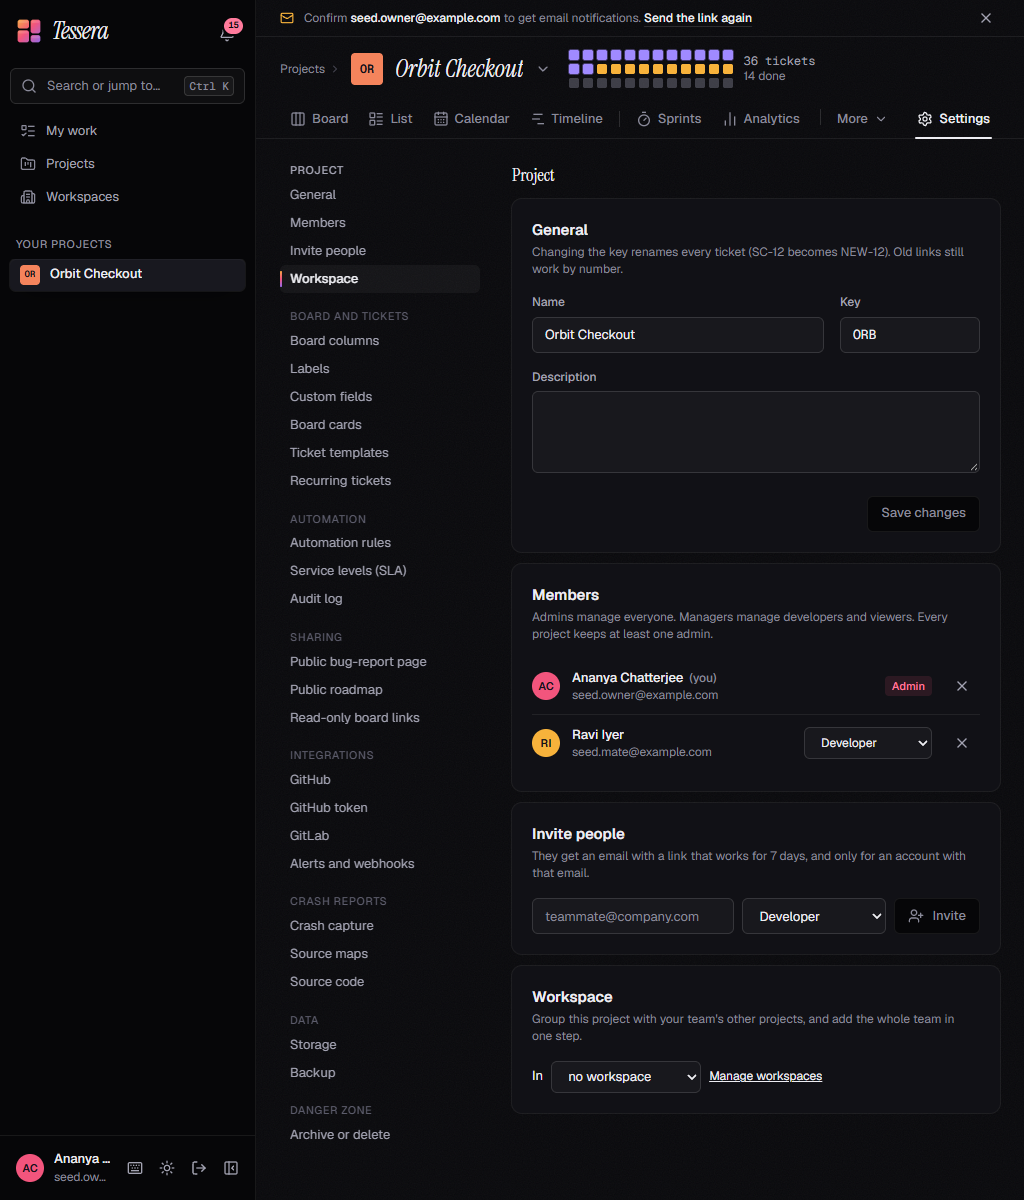 Tessera
15
Search or jump to... Ctrl K
My work
Projects
Workspaces
YOUR PROJECTS
OR Orbit Checkout
AC Ananya ...
seed.ow...
Confirm seed.owner@example.com to get email notifications. Send the link again
Projects OR Orbit Checkout
36 tickets
14 done
Board List Calendar Timeline Sprints Analytics More Settings
PROJECT
General
Members
Invite people
Workspace
BOARD AND TICKETS
Board columns
Labels
Custom fields
Board cards
Ticket templates
Recurring tickets
AUTOMATION
Automation rules
Service levels (SLA)
Audit log
SHARING
Public bug-report page
Public roadmap
Read-only board links
INTEGRATIONS
GitHub
GitHub token
GitLab
Alerts and webhooks
CRASH REPORTS
Crash capture
Source maps
Source code
DATA
Storage
Backup
DANGER ZONE
Archive or delete
Project
General
Changing the key renames every ticket (SC-12 becomes NEW-12). Old links still
work by number.
Name Key
Orbit Checkout ORB
Description
Save changes
Members
Admins manage everyone. Managers manage developers and viewers. Every
project keeps at least one admin.
AC Ananya Chatterjee (you) Admin
seed.owner@example.com
RI Ravi Iyer Developer
seed.mate@example.com
Invite people
They get an email with a link that works for 7 days, and only for an account with
that email.
teammate@company.com Developer Invite
Workspace
Group this project with your team's other projects, and add the whole team in
one step.
In no workspace Manage workspaces